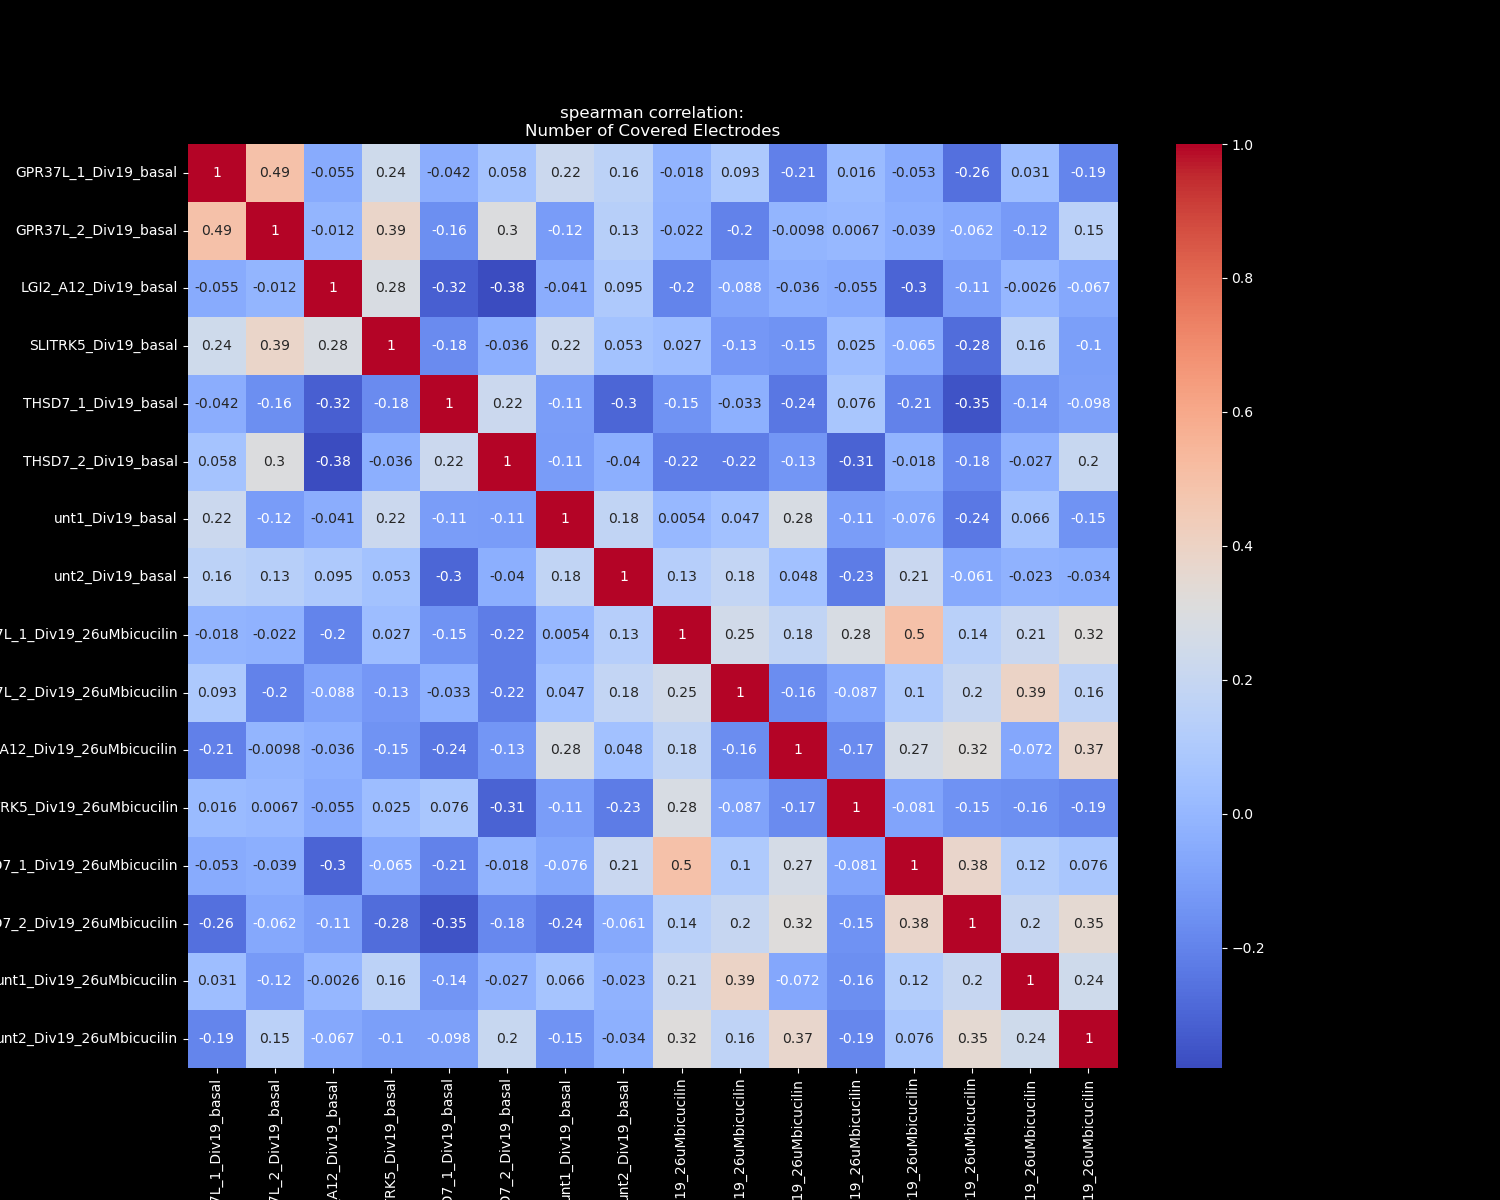 spearman correlation:
Number of Covered Electrodes
GPR37L_1_Div19_basal 1 0.49 -0.055 0.24 -0.042 0.058 0.22 0.16 -0.018 0.093 -0.21 0.016 -0.053 -0.26 0.031 -0.19
GPR37L_2_Div19_basal 0.49 1 -0.012 0.39 -0.16 0.3 -0.12 0.13 -0.022 -0.2 -0.0098 0.0067 -0.039 -0.062 -0.12 0.15
LGI2_A12_Div19_basal -0.055 -0.012 1 0.28 -0.32 -0.38 -0.041 0.095 -0.2 -0.088 -0.036 -0.055 -0.3 -0.11 -0.0026 -0.067
SLITRK5_Div19_basal 0.24 0.39 0.28 1 -0.18 -0.036 0.22 0.053 0.027 -0.13 -0.15 0.025 -0.065 -0.28 0.16 -0.1
THSD7_1_Div19_basal -0.042 -0.16 -0.32 -0.18 1 0.22 -0.11 -0.3 -0.15 -0.033 -0.24 0.076 -0.21 -0.35 -0.14 -0.098
THSD7_2_Div19_basal 0.058 0.3 -0.38 -0.036 0.22 1 -0.11 -0.04 -0.22 -0.22 -0.13 -0.31 -0.018 -0.18 -0.027 0.2
unt1_Div19_basal 0.22 -0.12 -0.041 0.22 -0.11 -0.11 1 0.18 0.0054 0.047 0.28 -0.11 -0.076 -0.24 0.066 -0.15
unt2_Div19_basal 0.16 0.13 0.095 0.053 -0.3 -0.04 0.18 1 0.13 0.18 0.048 -0.23 0.21 -0.061 -0.023 -0.034
7L_1_Div19_26uMbicucilin -0.018 -0.022 -0.2 0.027 -0.15 -0.22 0.0054 0.13 1 0.25 0.18 0.28 0.5 0.14 0.21 0.32
7L_2_Div19_26uMbicucilin 0.093 -0.2 -0.088 -0.13 -0.033 -0.22 0.047 0.18 0.25 1 -0.16 -0.087 0.1 0.2 0.39 0.16
A12_Div19_26uMbicucilin -0.21 -0.0098 -0.036 -0.15 -0.24 -0.13 0.28 0.048 0.18 -0.16 1 -0.17 0.27 0.32 -0.072 0.37
RK5_Div19_26uMbicucilin 0.016 0.0067 -0.055 0.025 0.076 -0.31 -0.11 -0.23 0.28 -0.087 -0.17 1 -0.081 -0.15 -0.16 -0.19
D7_1_Div19_26uMbicucilin -0.053 -0.039 -0.3 -0.065 -0.21 -0.018 -0.076 0.21 0.5 0.1 0.27 -0.081 1 0.38 0.12 0.076
D7_2_Div19_26uMbicucilin -0.26 -0.062 -0.11 -0.28 -0.35 -0.18 -0.24 -0.061 0.14 0.2 0.32 -0.15 0.38 1 0.2 0.35
unt1_Div19_26uMbicucilin 0.031 -0.12 -0.0026 0.16 -0.14 -0.027 0.066 -0.023 0.21 0.39 -0.072 -0.16 0.12 0.2 1 0.24
unt2_Div19_26uMbicucilin -0.19 0.15 -0.067 -0.1 -0.098 0.2 -0.15 -0.034 0.32 0.16 0.37 -0.19 0.076 0.35 0.24 1
7L_1_Div19_basal
7L_2_Div19_basal
A12_Div19_basal
TRK5_Div19_basal
D7_1_Div19_basal
D7_2_Div19_basal
unt1_Div19_basal
unt2_Div19_basal
19_26uMbicucilin
19_26uMbicucilin
19_26uMbicucilin
19_26uMbicucilin
19_26uMbicucilin
19_26uMbicucilin
19_26uMbicucilin
19_26uMbicucilin
1.0
0.8
0.6
0.4
0.2
0.0
−0.2